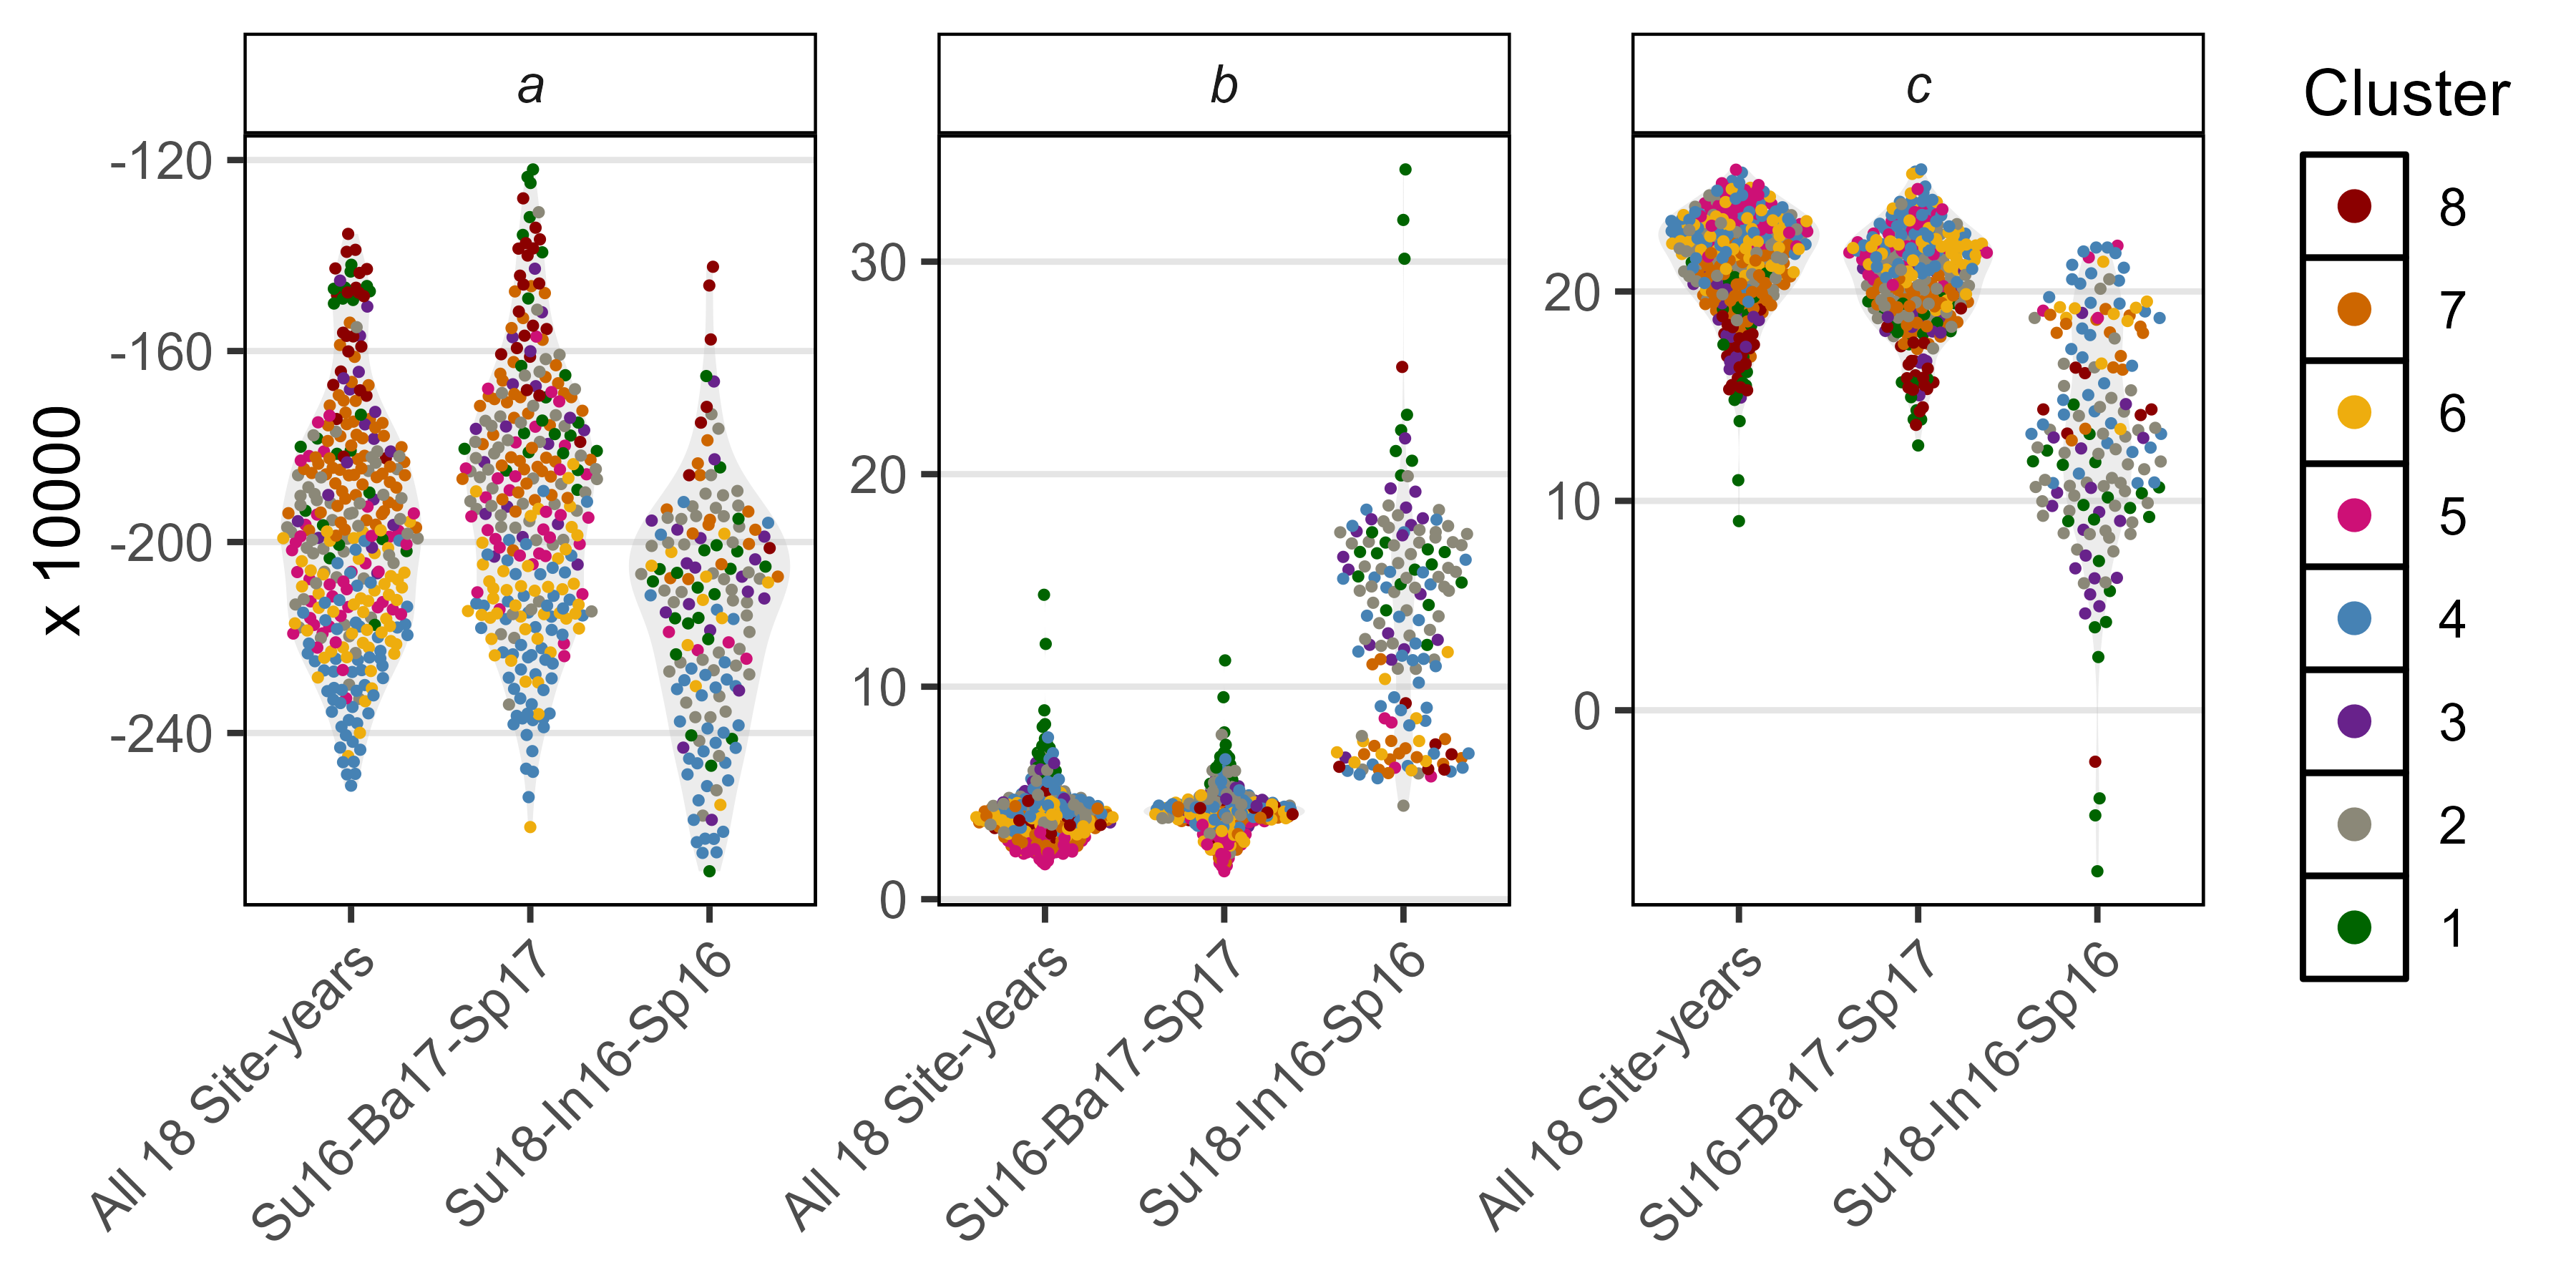 a
b
c
x 10000
-120
-160
-200
-240
30
20
10
0
20
10
0
All 18 Site-years
Su16-Ba17-Sp17
Su18-In16-Sp16
All 18 Site-years
Su16-Ba17-Sp17
Su18-In16-Sp16
All 18 Site-years
Su16-Ba17-Sp17
Su18-In16-Sp16
Cluster
8
7
6
5
4
3
2
1